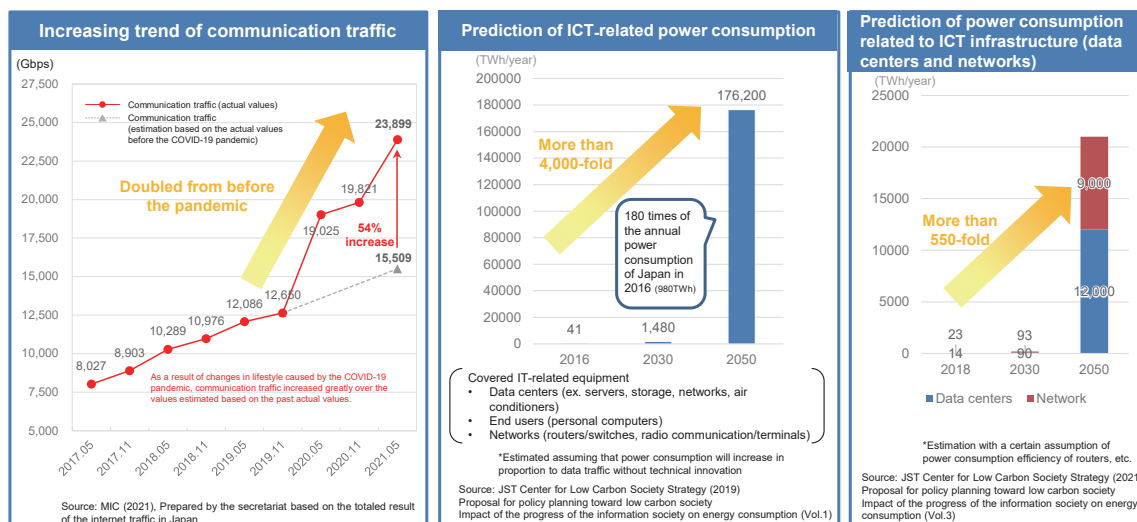 Increasing trend of communication traffic
(Gbps)
27,500
25,000
22,500
20,000
17,500
15,000
12,500
10,000
7,500
5,000
Communication traffic (actual values)
Communication traffic
(estimation based on the actual values
before the COVID-19 pandemic)
23,899
Doubled from before
the pandemic
19,821
19,025
54%
increase
15,509
12,650
12,086
10,976
10,289
8,903
8,027
As a result of changes in lifestyle caused by the COVID-19
pandemic, communication traffic increased greatly over the
values estimated based on the past actual values.
2017.05
2017.11
2018.05
2018.11
2019.05
2019.11
2020.05
2020.11
2021.05
Source: MIC (2021), Prepared by the secretariat based on the totaled result
of the internet traffic in Japan
Prediction of ICT-related power consumption
(TWh/year)
200000
180000
160000
140000
120000
100000
80000
60000
40000
20000
0
176,200
More than
4,000-fold
180 times of
the annual
power
consumption
of Japan in
2016 (980TWh)
41
1,480
2016
2030
2050
Covered IT-related equipment
• Data centers (ex. servers, storage, networks, air
conditioners)
• End users (personal computers)
• Networks (routers/switches, radio communication/terminals)
*Estimated assuming that power consumption will increase in
proportion to data traffic without technical innovation
Source: JST Center for Low Carbon Society Strategy (2019)
Proposal for policy planning toward low carbon society
Impact of the progress of the information society on energy consumption (Vol.1)
Prediction of power consumption
related to ICT infrastructure (data
centers and networks)
(TWh/year)
25000
20000
15000
10000
5000
0
9,000
More than
550-fold
12,000
23
93
14
90
2018
2030
2050
Data centers
Network
*Estimation with a certain assumption of
power consumption efficiency of routers, etc.
Source: JST Center for Low Carbon Society Strategy (2021
Proposal for policy planning toward low carbon society
Impact of the progress of the information society on energy
consumption (Vol.3)